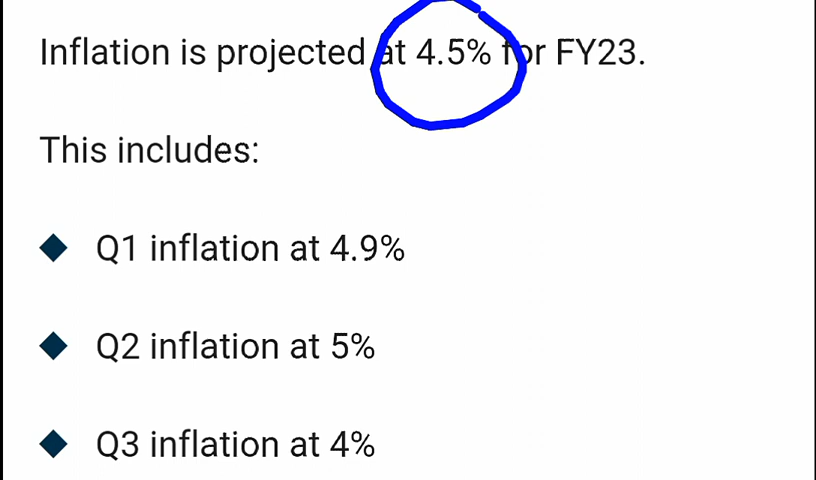 Inflation is projected at 4.5% for FY23.
This includes:
Q1 inflation at 4.9%
Q2 inflation at 5%
Q3 inflation at 4%